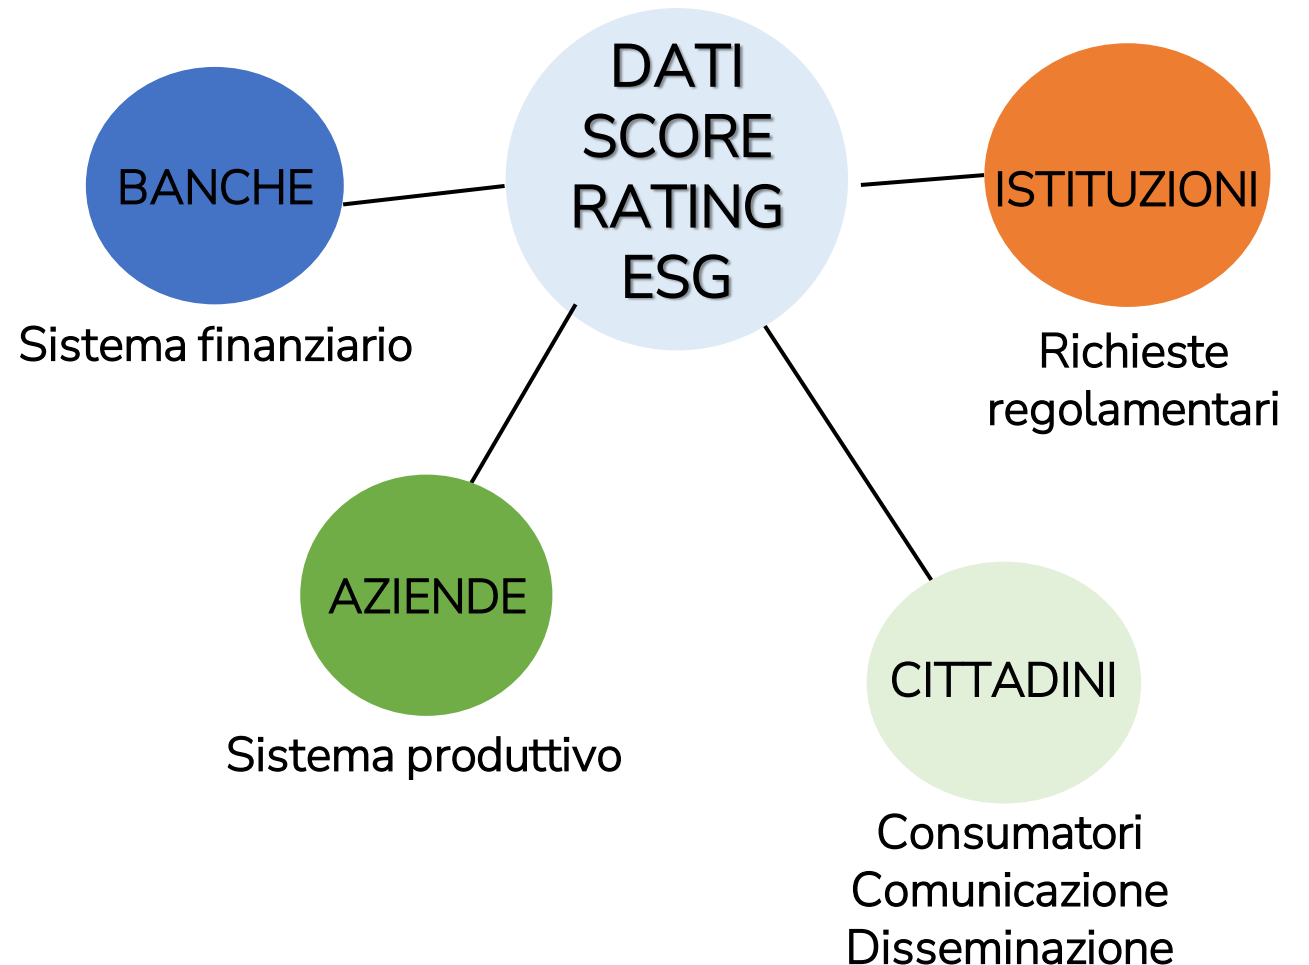 DATI
SCORE
RATING
ESG
BANCHE
Sistema finanziario
ISTITUZIONI
Richieste
regolamentari
AZIENDE
Sistema produttivo
CITTADINI
Consumatori
Comunicazione
Disseminazione